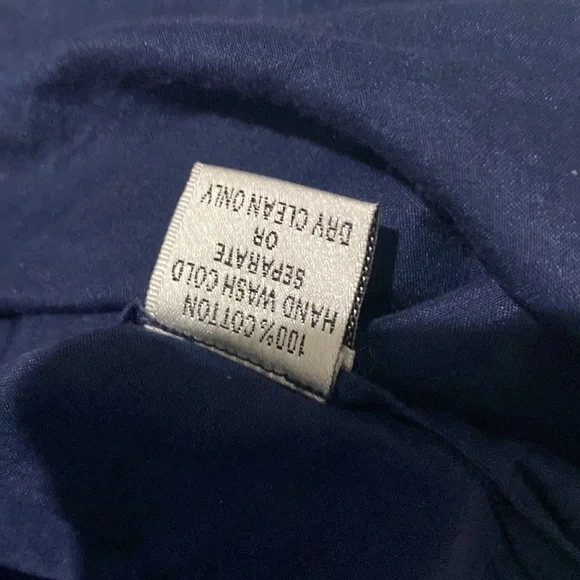 100% COTTON
HAND WASH COLD
SEPARATE
OR
DRY CLEAN ONLY